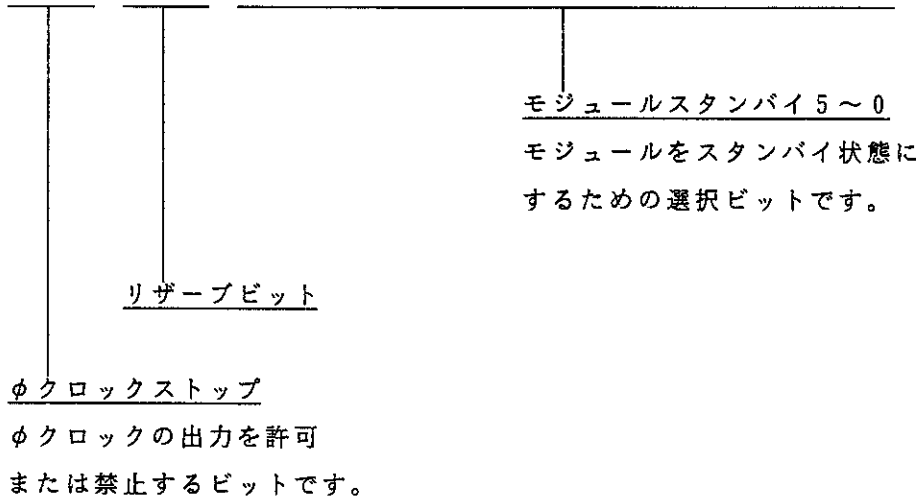 モジュールスタンバイ5～0
モジュールをスタンバイ状態に
するための選択ビットです。
リザーブビット
φクロックストップ
φクロックの出力を許可
または禁止するビットです。